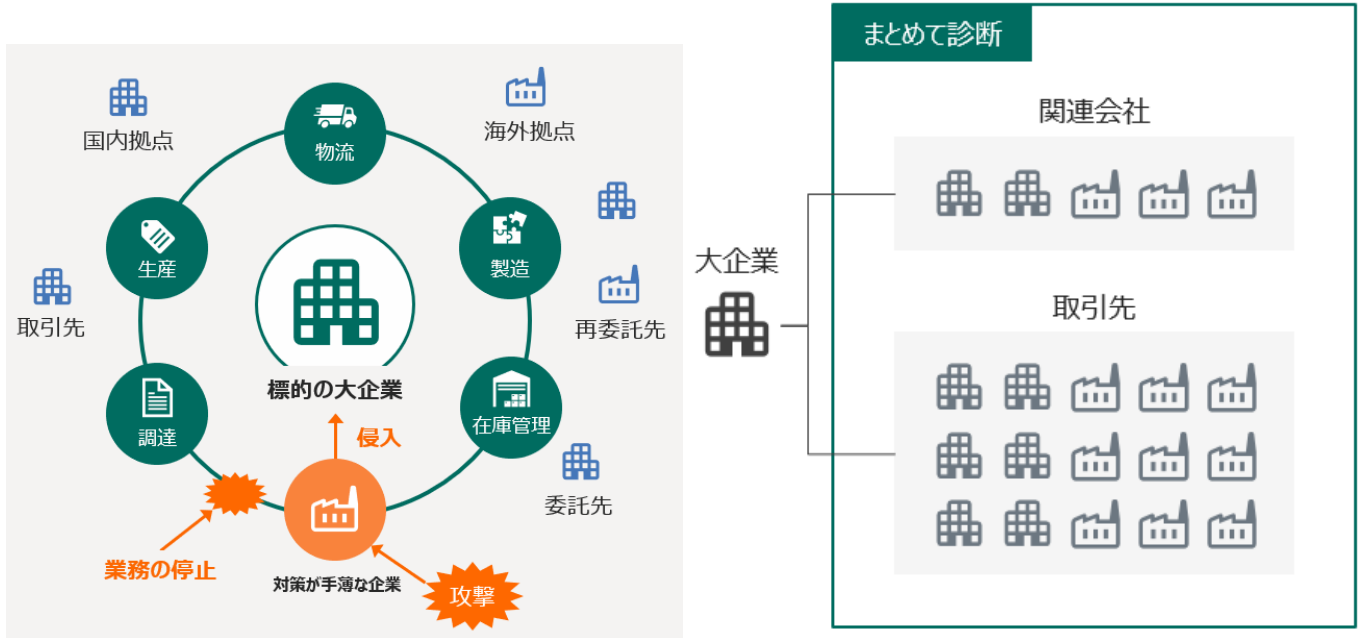 国内拠点
海外拠点
物流
生産
製造
取引先
再委託先
標的の大企業
調達
在庫管理
侵入
委託先
業務の停止
対策が手薄な企業
攻撃
まとめて診断
関連会社
大企業
取引先